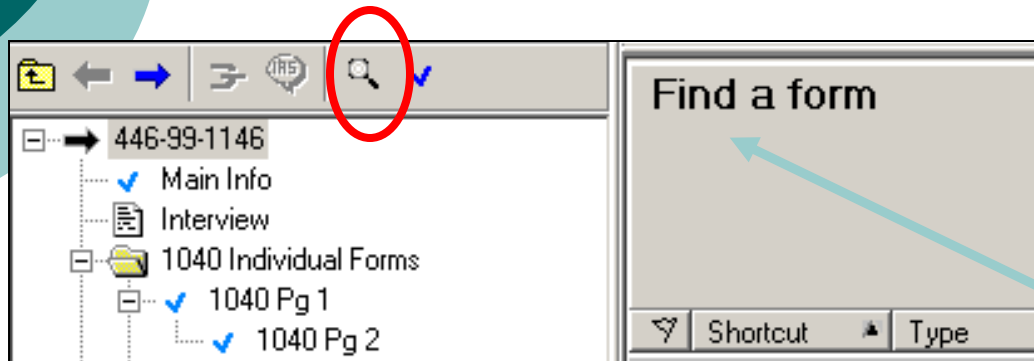 IRS
Find a form
446-99-1146
Main Info
Interview
1040 Individual Forms
1040 Pg 1
1040 Pg 2
Shortcut Type